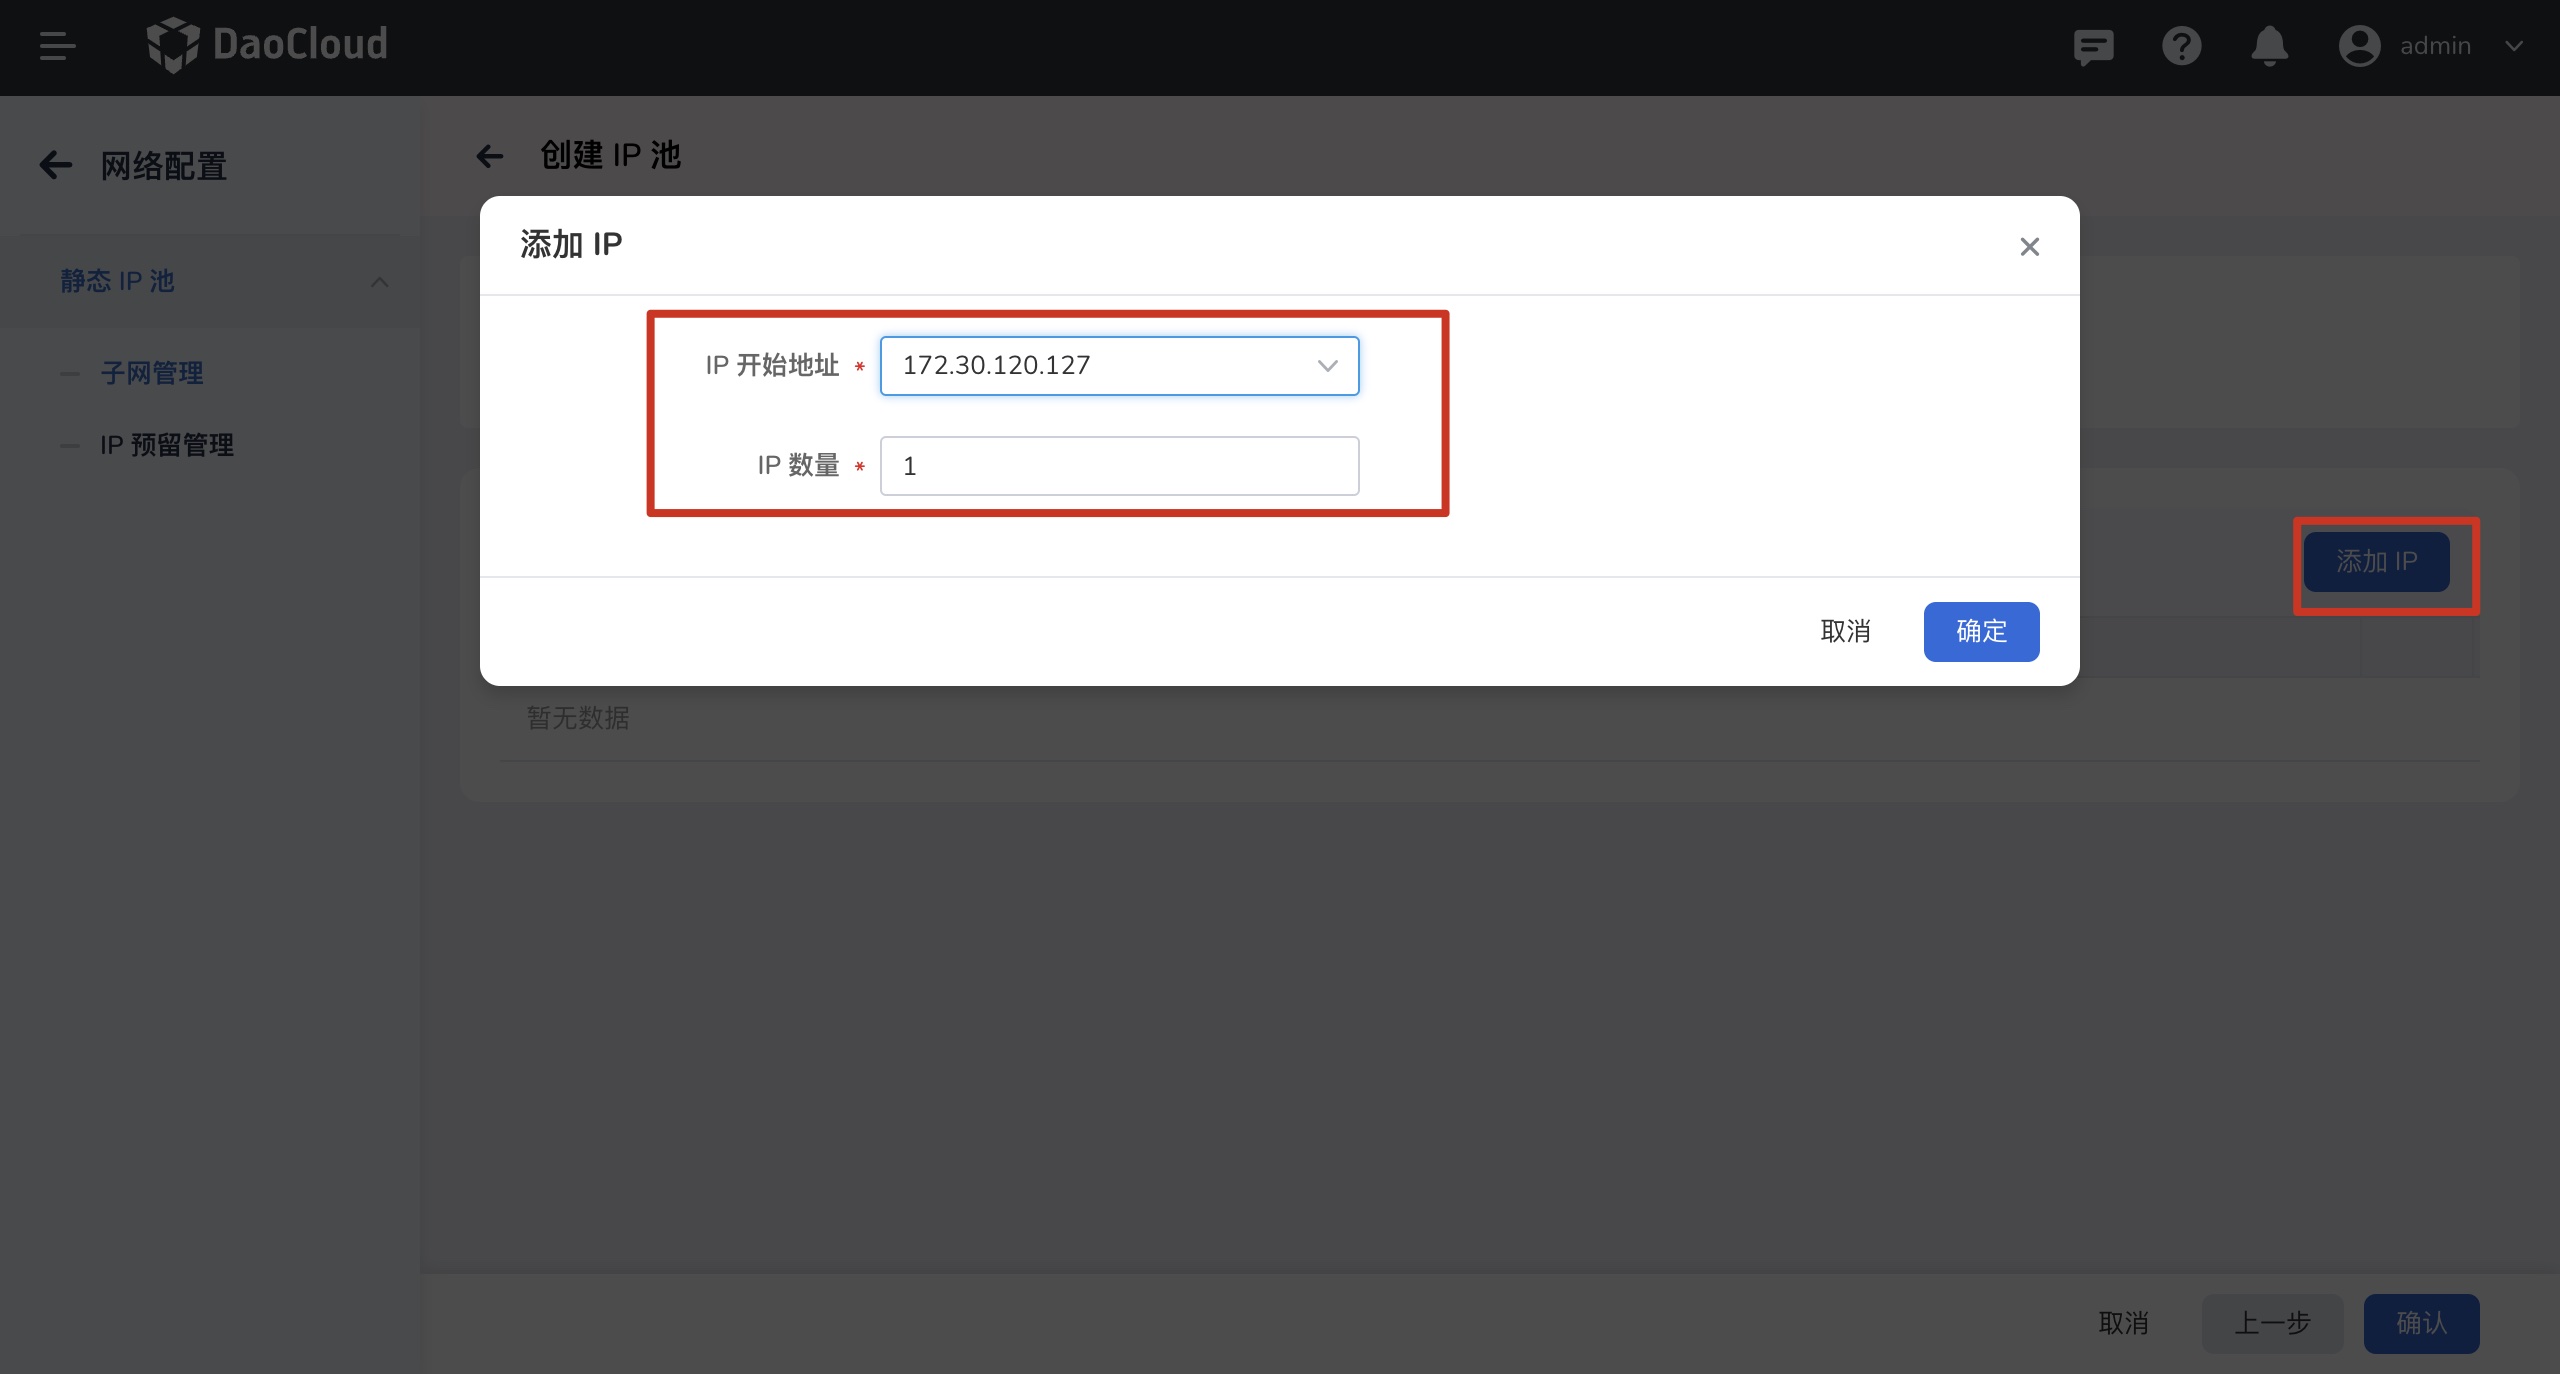 DaoCloud
admin
网络配置
静态 IP 池
子网管理
IP 预留管理
创建 IP 池
添加 IP
IP 开始地址 * 172.30.120.127
IP 数量 * 1
取消 确定
添加 IP
暂无数据
取消 上一步 确认